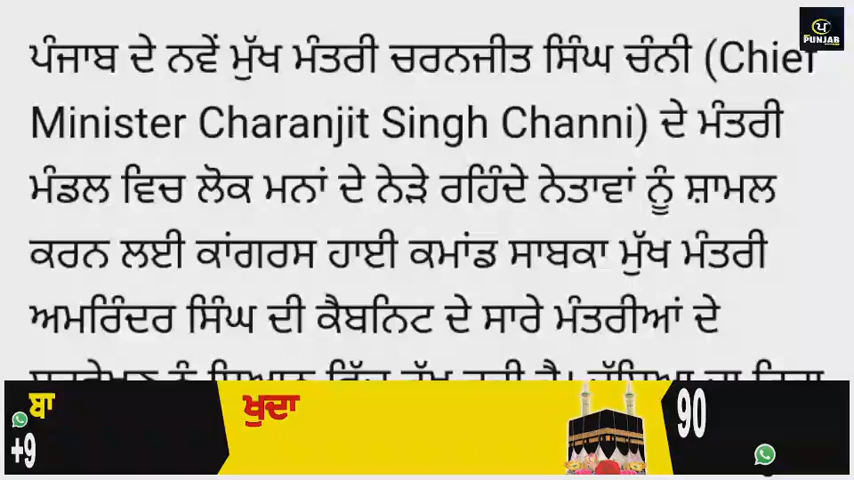 ਪੰਜਾਬ ਦੇ ਨਵੇਂ ਮੁੱਖ ਮੰਤਰੀ ਚਰਨਜੀਤ ਸਿੰਘ ਚੰਨੀ (Chief
Minister Charanjit Singh Channi) ਦੇ ਮੰਤਰੀ
ਮੰਡਲ ਵਿਚ ਲੋਕ ਮਨਾਂ ਦੇ ਨੇੜੇ ਰਹਿੰਦੇ ਨੇਤਾਵਾਂ ਨੂੰ ਸ਼ਾਮਲ
ਕਰਨ ਲਈ ਕਾਂਗਰਸ ਹਾਈ ਕਮਾਂਡ ਸਾਬਕਾ ਮੁੱਖ ਮੰਤਰੀ
ਅਮਰਿੰਦਰ ਸਿੰਘ ਦੀ ਕੈਬਨਿਟ ਦੇ ਸਾਰੇ ਮੰਤਰੀਆਂ ਦੇ
ਬਾ
+9
ਖੁਦਾ
90
ਪ
PUNJAB